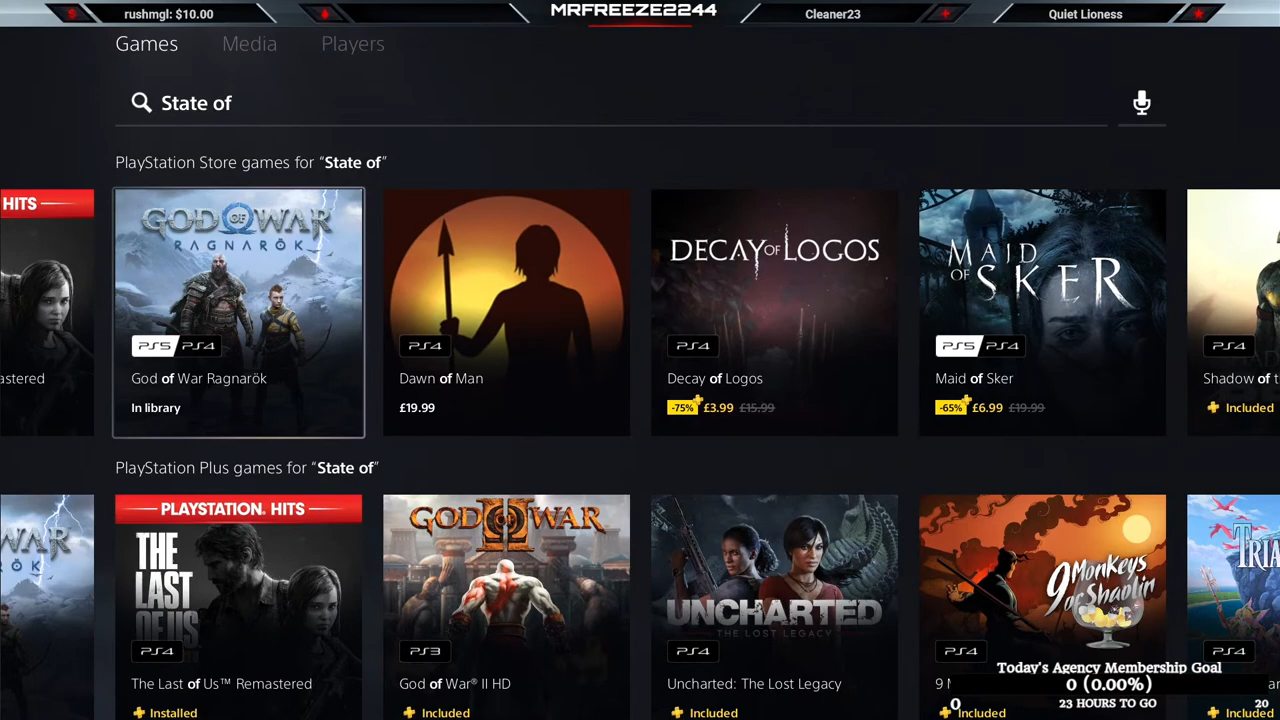 rushmgl: $10.00
MRFREEZE2244
Cleaner23
Quiet Lioness
Games
Media
Players
State of
PlayStation Store games for "State of"
HITS
GOD OF WAR
RAGNARÖK
DECAY OF LOGOS
MAID OF SKER
PS5 PS4
PS4
PS4
PS5 PS4
PS4
astered
God of War Ragnarök
Dawn of Man
Decay of Logos
Maid of Sker
Shadow of t
In library
£19.99
-75% £3.99 £15.99
-65% £6.99 £19.99
Included
PlayStation Plus games for "State of"
WAR
ÖK
PLAYSTATION HITS
THE LAST OF US
GOD OF WAR II
UNCHARTED
THE LOST LEGACY
9 Monkeys of Shaolin
TRIA
PS4
PS3
PS4
PS4
PS4
The Last of Us™ Remastered
God of War® II HD
Uncharted: The Lost Legacy
Installed
Included
Included
Included
Included
Today's Agency Membership Goal
0 (0.00%)
0
23 HOURS TO GO
20